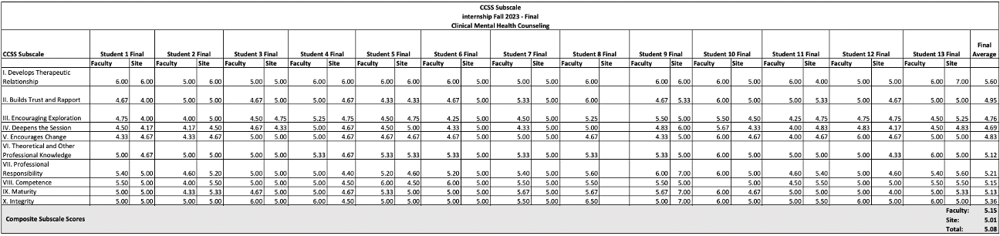 CCSS Subscale
internship Fall 2023 - Final
Clinical Mental Health Counseling
CCSS Subscale Student 1 Final Student 2 Final Student 3 Final Student 4 Final Student 5 Final Student 6 Final Student 7 Final Student 8 Final Student 9 Final Student 10 Final Student 11 Final Student 12 Final Student 13 Final Final Average
Faculty Site Faculty Site Faculty Site Faculty Site Faculty Site Faculty Site Faculty Site Faculty Site Faculty Site Faculty Site Faculty Site Faculty Site Faculty Site
I. Develops Therapeutic
Relationship 6.00 6.00 5.00 6.00 5.00 5.00 6.00 6.00 6.00 6.00 6.00 5.00 5.00 5.00 6.00 6.00 6.00 6.00 5.00 6.00 4.00 5.00 5.00 6.00 7.00 5.60
II. Builds Trust and Rapport 4.67 4.00 5.00 5.00 4.67 5.00 5.00 4.67 4.33 4.33 4.67 5.00 5.33 5.00 6.00 4.67 5.33 6.00 5.00 5.00 5.33 5.00 4.67 5.00 5.00 4.95
III. Encouraging Exploration 4.75 4.00 4.00 5.00 4.50 4.75 5.25 4.75 4.50 4.75 4.25 5.00 4.50 5.00 5.25 5.50 5.00 5.50 5.00 4.25 4.75 4.75 4.75 4.50 5.25 4.76
IV. Deepens the Session 4.50 4.17 4.17 4.50 4.67 4.33 5.00 4.67 4.50 5.00 4.33 5.00 4.33 5.00 5.00 4.83 6.00 5.67 4.33 4.00 4.83 4.83 4.17 4.50 4.83 4.69
V. Encourages Change 4.33 4.67 4.33 4.67 5.00 5.00 5.00 4.67 4.67 4.67 4.67 5.00 5.00 5.00 4.67 4.33 5.00 6.00 4.67 4.00 4.67 6.00 4.67 5.00 5.00 4.83
VI. Theoretical and Other
Professional Knowledge 5.00 4.67 5.00 5.00 5.00 5.00 5.33 4.67 5.33 5.33 5.33 5.00 5.33 5.00 5.33 5.33 5.00 6.00 5.00 5.00 5.00 5.00 4.33 6.00 5.00 5.12
VII. Professional
Responsibility 5.40 5.00 4.60 5.20 5.00 5.00 5.00 4.40 5.20 4.60 5.20 5.00 5.40 5.00 5.60 6.00 7.00 6.00 5.00 4.60 5.40 5.60 4.60 5.40 5.60 5.21
VIII. Competence 5.50 5.00 4.00 5.50 5.00 5.00 5.00 4.50 6.00 4.50 6.00 5.00 5.50 5.00 5.50 5.50 5.50 5.00 4.50 5.50 5.50 5.00 5.50 5.50 5.15
IX. Maturity 5.00 5.00 4.33 5.33 4.67 5.00 5.00 4.67 5.33 5.00 5.00 5.00 5.67 5.00 5.67 5.67 7.00 6.00 4.67 5.00 5.00 5.00 4.00 5.00 5.33 5.13
X. Integrity 5.00 5.00 5.00 5.00 6.00 5.00 6.00 4.50 5.00 5.00 5.00 5.00 5.50 5.00 6.50 5.00 7.00 6.00 5.00 5.00 5.50 6.00 5.00 6.00 5.00 5.36
Faculty: 5.15
Composite Subscale Scores Site: 5.01
Total: 5.08